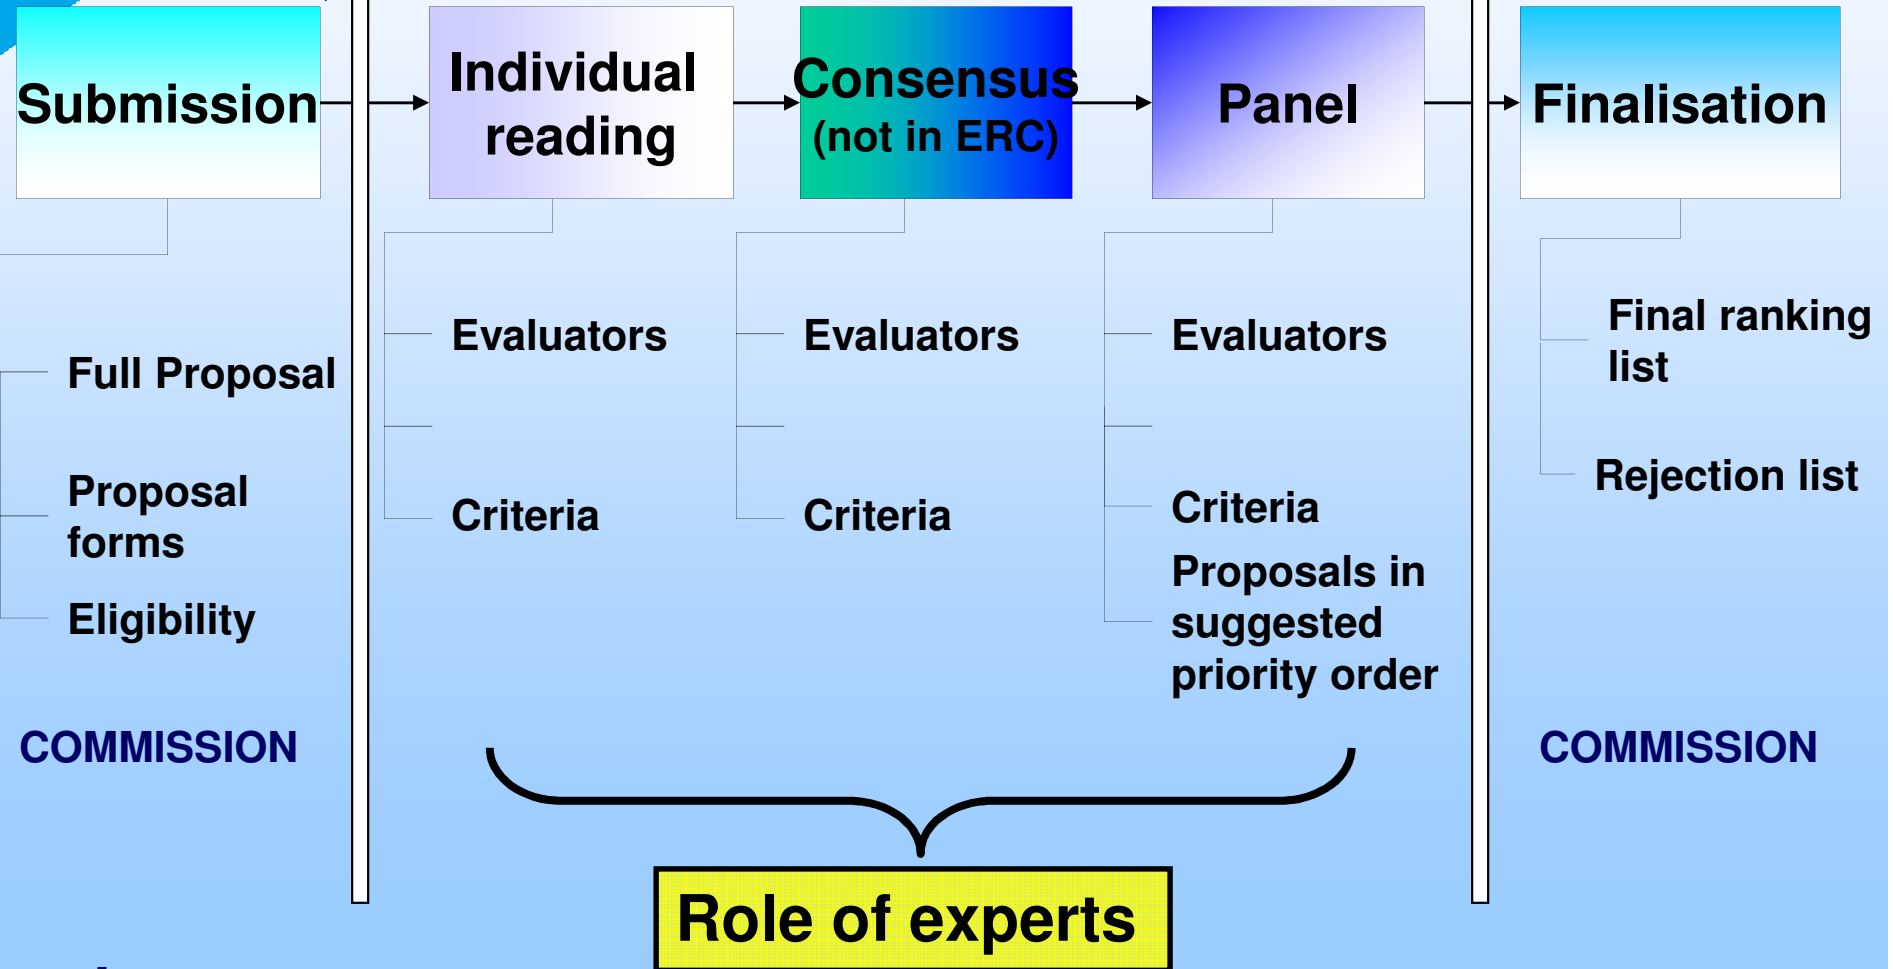 Submission
Individual
reading
Consensus
(not in ERC)
Panel
Finalisation
Full Proposal
Proposal
forms
Eligibility
COMMISSION
Evaluators
Criteria
Evaluators
Criteria
Evaluators
Criteria
Proposals in
suggested
priority order
Final ranking
list
Rejection list
COMMISSION
Role of experts